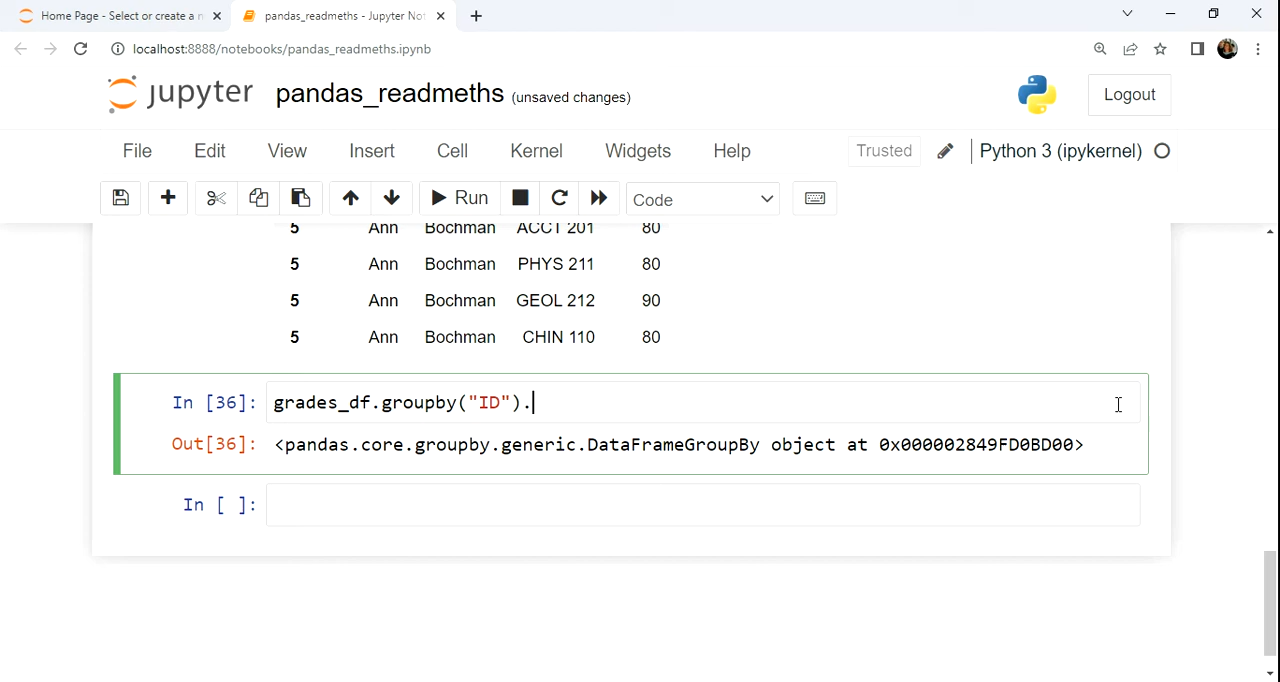 Home Page - Select or create a n
pandas_readmeths - Jupyter Not
localhost:8888/notebooks/pandas_readmeths.ipynb
jupyter pandas_readmeths (unsaved changes)
Logout
File Edit View Insert Cell Kernel Widgets Help Trusted Python 3 (ipykernel)
Run Code
5 Ann Bochman ACCT 201 80
5 Ann Bochman PHYS 211 80
5 Ann Bochman GEOL 212 90
5 Ann Bochman CHIN 110 80
In [36]: grades_df.groupby("ID").
Out[36]: <pandas.core.groupby.generic.DataFrameGroupBy object at 0x000002849FD0BD00>
In [ ]: